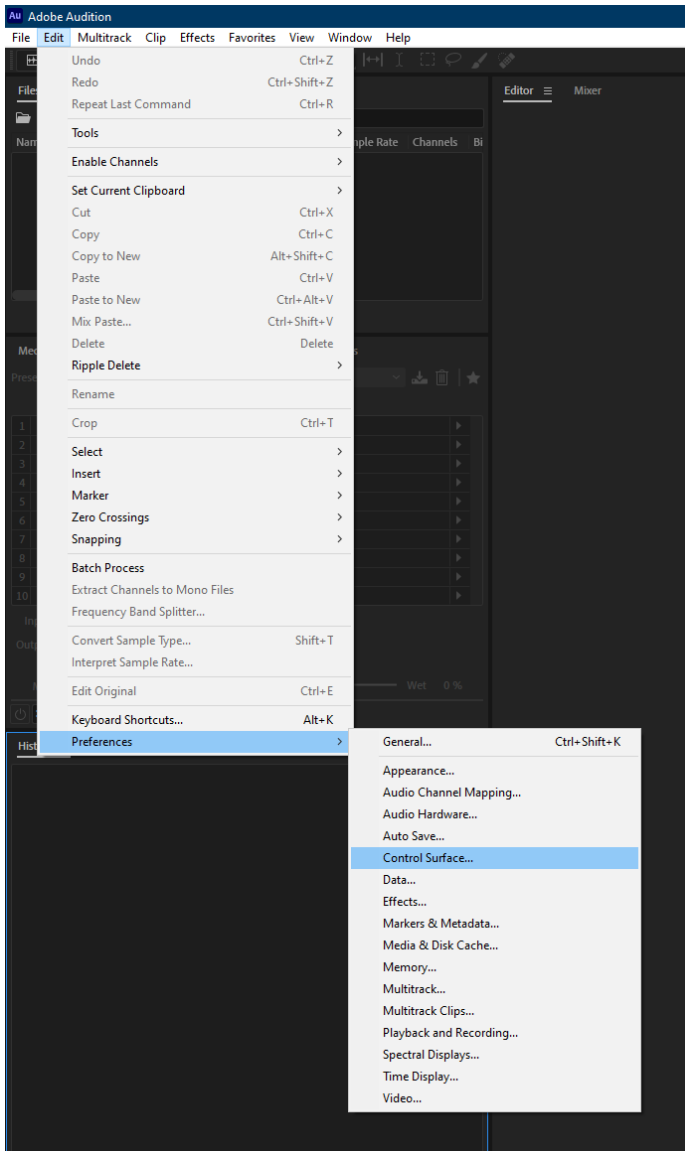 Au Adobe Audition
File Edit Multitrack Clip Effects Favorites View Window Help
Undo Ctrl+Z
Redo Ctrl+Shift+Z
Repeat Last Command Ctrl+R
Tools
Enable Channels
Set Current Clipboard
Cut Ctrl+X
Copy Ctrl+C
Copy to New Alt+Shift+C
Paste Ctrl+V
Paste to New Ctrl+Alt+V
Mix Paste... Ctrl+Shift+V
Delete Delete
Ripple Delete
Rename
Crop Ctrl+T
Select
Insert
Marker
Zero Crossings
Snapping
Batch Process
Extract Channels to Mono Files
Frequency Band Splitter...
Convert Sample Type... Shift+T
Interpret Sample Rate...
Edit Original Ctrl+E
Keyboard Shortcuts... Alt+K
Preferences
General... Ctrl+Shift+K
Appearance...
Audio Channel Mapping...
Audio Hardware...
Auto Save...
Control Surface...
Data...
Effects...
Markers & Metadata...
Media & Disk Cache...
Memory...
Multitrack...
Multitrack Clips...
Playback and Recording...
Spectral Displays...
Time Display...
Video...
Editor Mixer
Rate Channels Bi
1
2
3
4
5
6
7
8
9
10
Wet 0 %
Hist